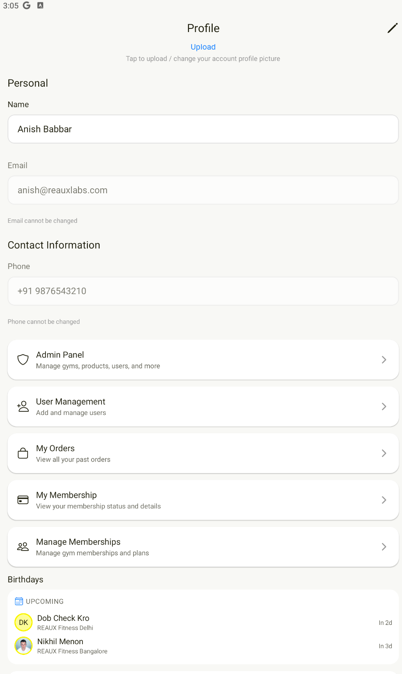 3:05
Profile
Upload
Tap to upload / change your account profile picture
Personal
Name
Anish Babbar
Email
anish@reauxlabs.com
Email cannot be changed
Contact Information
Phone
+91 9876543210
Phone cannot be changed
Admin Panel
Manage gyms, products, users, and more
User Management
Add and manage users
My Orders
View all your past orders
My Membership
View your membership status and details
Manage Memberships
Manage gym memberships and plans
Birthdays
UPCOMING
DK
Dob Check Kro
REAUX Fitness Delhi
In 2d
Nikhil Menon
REAUX Fitness Bangalore
In 3d